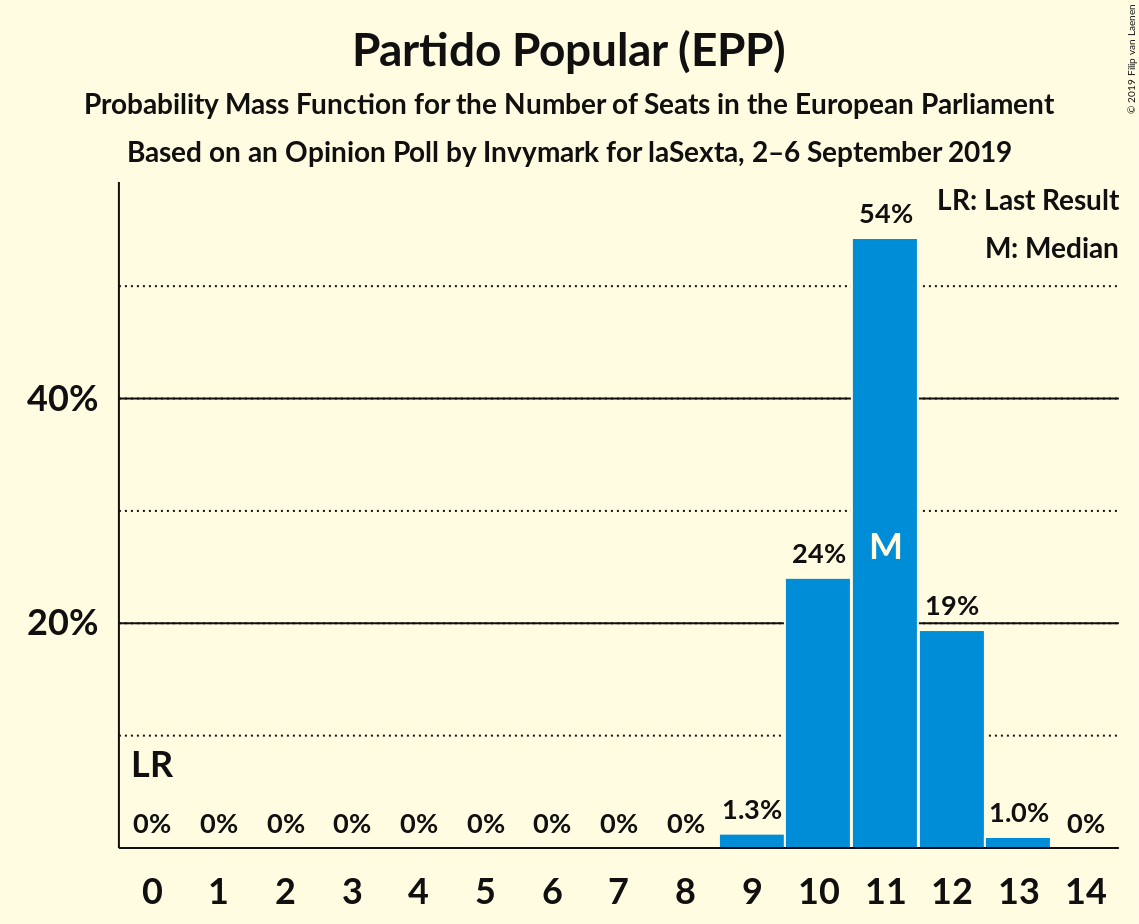 Partido Popular (EPP)
Probability Mass Function for the Number of Seats in the European Parliament
Based on an Opinion Poll by Invymark for laSexta, 2–6 September 2019
© 2019 Filip van Laenen
LR: Last Result
M: Median
54%
40%
24%
M
19%
20%
LR
0% 0% 0% 0% 0% 0% 0% 0% 0% 1.3% 1.0% 0%
0 1 2 3 4 5 6 7 8 9 10 11 12 13 14